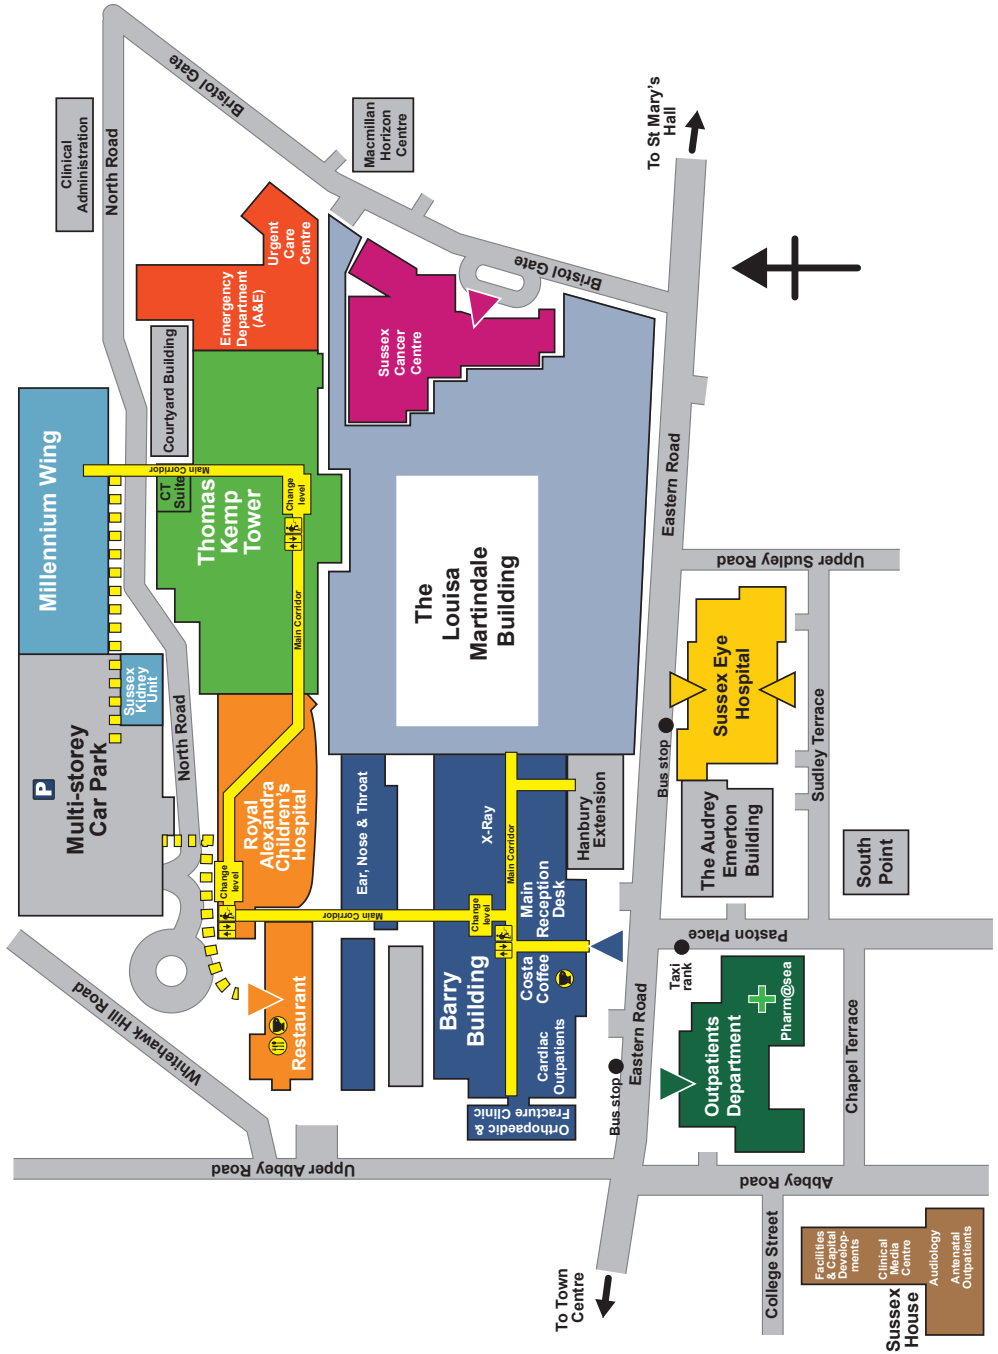 Bristol Gate
North Road
Clinical
Administration
Macmillan
Horizon
Centre
To St Mary's
Hall
Urgent
Care
Centre
Emergency
Department
(A&E)
Bristol Gate
Sussex
Cancer
Centre
Courtyard Building
Millennium Wing
Main Corridor
CT
Suite
Thomas
Kemp
Tower
Change
level
Main Corridor
The
Louisa
Martindale
Building
Eastern Road
Upper Sudley Road
Sussex
Kidney
Unit
North Road
P
Multi-storey
Car Park
Sussex Eye
Hospital
Bus stop
Sudley Terrace
Royal
Alexandra
Children's
Hospital
Change
level
Ear, Nose & Throat
X-Ray
Main Corridor
Hanbury
Extension
The Audrey
Emerton
Building
South
Point
Main Corridor
Change
level
Main
Reception
Desk
Paston Place
Taxi
rank
Whitehawk Hill Road
Restaurant
Barry
Building
Costa
Coffee
Cardiac
Outpatients
Eastern Road
Bus stop
Outpatients
Department
Pharm@sea
Chapel Terrace
Orthopaedic &
Fracture Clinic
Upper Abbey Road
Abbey Road
To Town
Centre
College Street
Facilities
& Capital
Develop-
ments
Clinical
Media
Centre
Audiology
Antenatal
Outpatients
Sussex
House